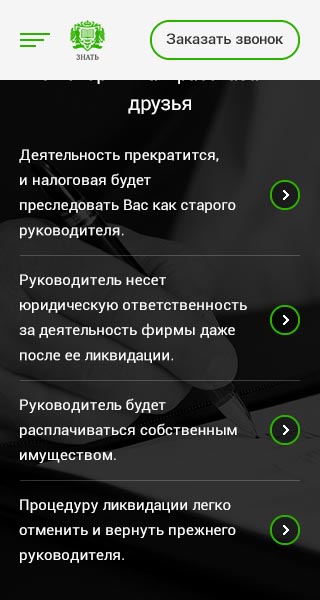 ЗНАТЬ
Заказать звонок
друзья
Деятельность прекратится,
и налоговая будет
преследовать Вас как старого
руководителя.
Руководитель несет
юридическую ответственность
за деятельность фирмы даже
после ее ликвидации.
Руководитель будет
расплачиваться собственным
имуществом.
Процедуру ликвидации легко
отменить и вернуть прежнего
руководителя.